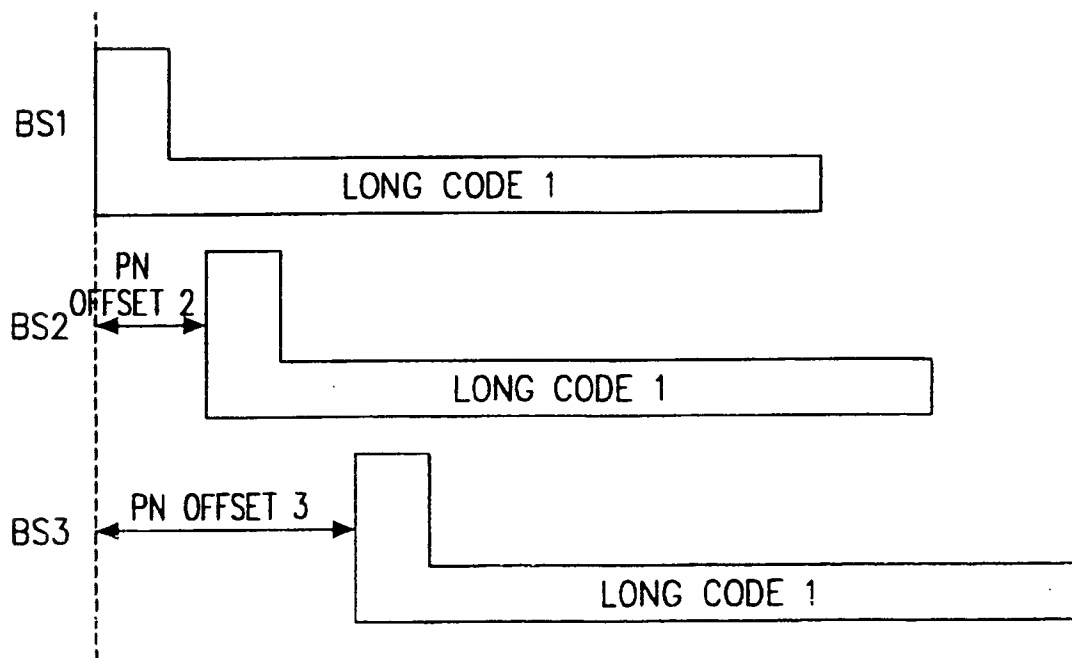 BS1
LONG CODE 1
PN
OFFSET 2
BS2
LONG CODE 1
PN OFFSET 3
BS3
LONG CODE 1